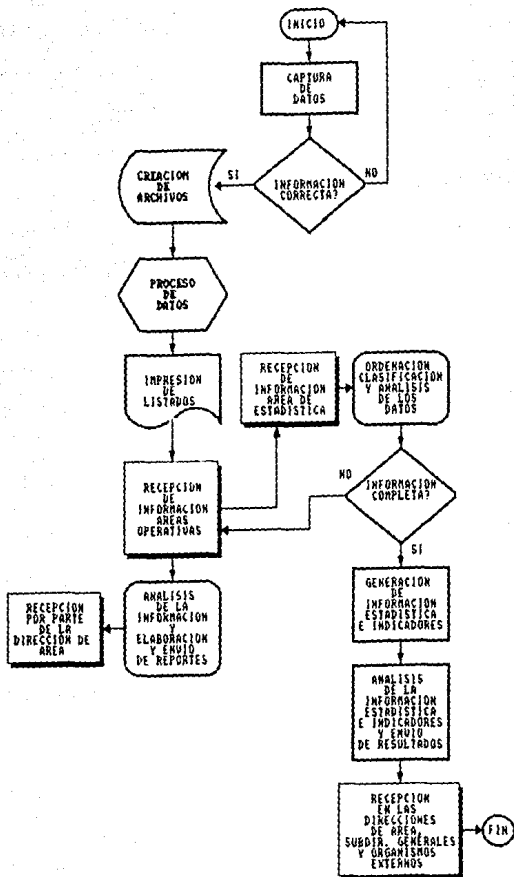 INICIO
CAPTURA
DE
DATOS
INFORMACION
CORRECTA?
SI
NO
CREACION
DE
ARCHIVOS
PROCESO
DE
DATOS
IMPRESION
DE
LISTADOS
RECEPCION
DE
INFORMACION
AREAS
OPERATIVAS
RECEPCION
DE
INFORMACION
AREA DE
ESTADISTICA
ORDENACION
CLASIFICACION
Y ANALISIS
DE LOS
DATOS
INFORMACION
COMPLETA?
NO
SI
ANALISIS
DE LA
INFORMACION
Y
ELABORACION
Y ENVIO
DE REPORTES
RECEPCION
POR PARTE
DE LA
DIRECCION DE
AREA
GENERACION
DE
INFORMACION
ESTADISTICA
E INDICADORES
ANALISIS
DE LA
INFORMACION
ESTADISTICA
E INDICADORES
Y ENVIO
DE RESULTADOS
RECEPCION
EN LAS
DIRECCIONES
DE AREA,
SUBDIR. GENERALES
Y ORGANISMOS
EXTERNOS
FIN